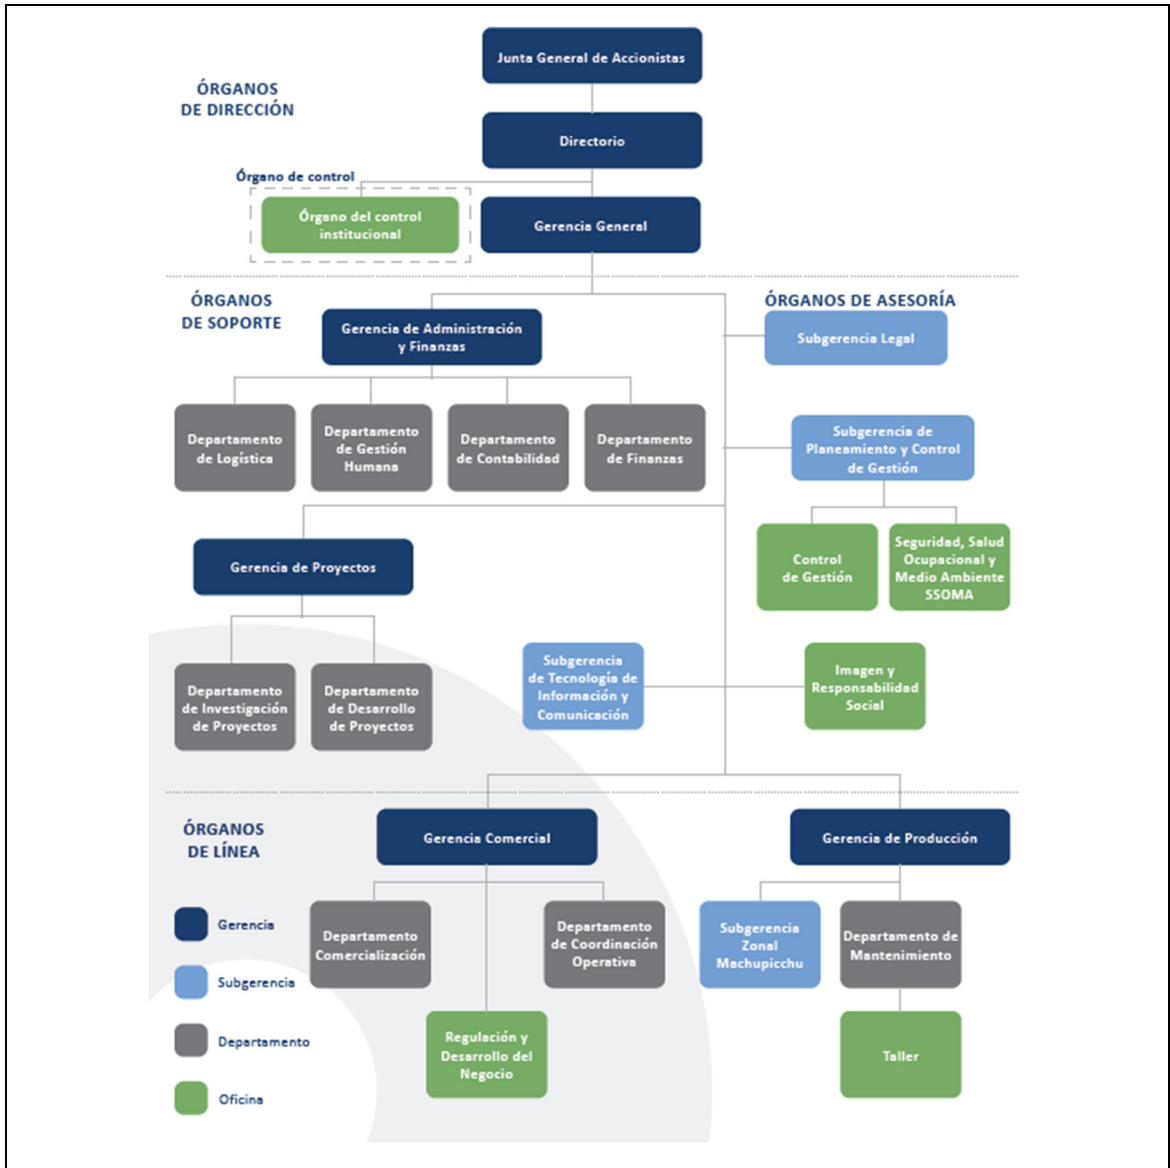 Junta General de Accionistas
ÓRGANOS
DE DIRECCIÓN
Directorio
Órgano de control
Órgano del control
institucional
Gerencia General
ÓRGANOS
DE SOPORTE
ÓRGANOS DE ASESORÍA
Gerencia de Administración
y Finanzas
Subgerencia Legal
Departamento
de Logística
Departamento
de Gestión
Humana
Departamento
de Contabilidad
Departamento
de Finanzas
Subgerencia de
Planeamiento y Control
de Gestión
Gerencia de Proyectos
Control
de Gestión
Seguridad, Salud
Ocupacional y
Medio Ambiente
SSOMA
Departamento
de Investigación
de Proyectos
Departamento
de Desarrollo
de Proyectos
Subgerencia
de Tecnología de
Información y
Comunicación
Imagen y
Responsabilidad
Social
ÓRGANOS
DE LÍNEA
Gerencia Comercial
Gerencia de Producción
Departamento
Comercialización
Departamento
de Coordinación
Operativa
Subgerencia
Zonal
Machupicchu
Departamento de
Mantenimiento
Regulación y
Desarrollo del
Negocio
Taller
Gerencia
Subgerencia
Departamento
Oficina